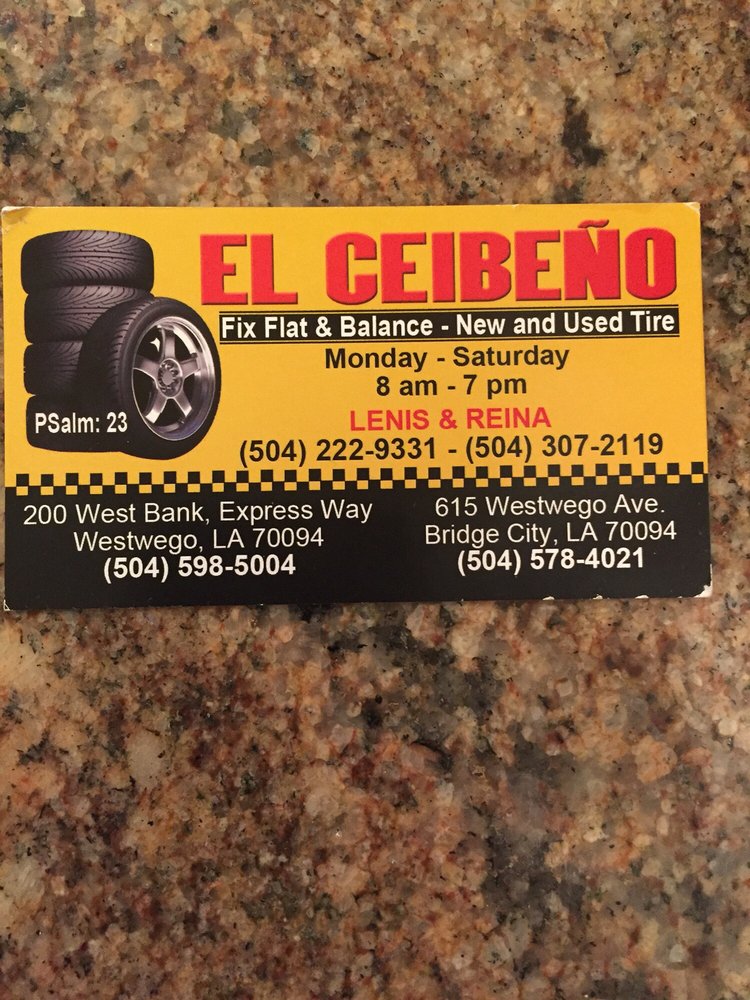 EL CEIBEÑO
Fix Flat & Balance - New and Used Tire
Monday - Saturday
8 am - 7 pm
LENIS & REINA
(504) 222-9331 - (504) 307-2119
PSalm: 23
200 West Bank, Express Way
Westwego, LA 70094
(504) 598-5004
615 Westwego Ave.
Bridge City, LA 70094
(504) 578-4021